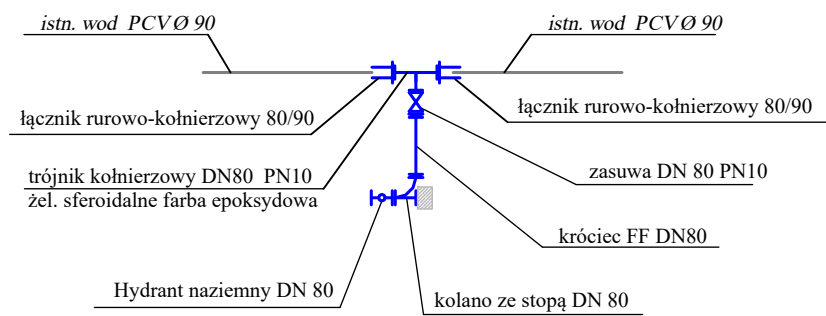 istn. wod PCV Ø 90
istn. wod PCV Ø 90
łącznik rurowo-kołnierzowy 80/90
łącznik rurowo-kołnierzowy 80/90
trójnik kołnierzowy DN80 PN10
żel. sferoidalne farba epoksydowa
zasuwa DN 80 PN10
króciec FF DN80
Hydrant naziemny DN 80
kolano ze stopą DN 80